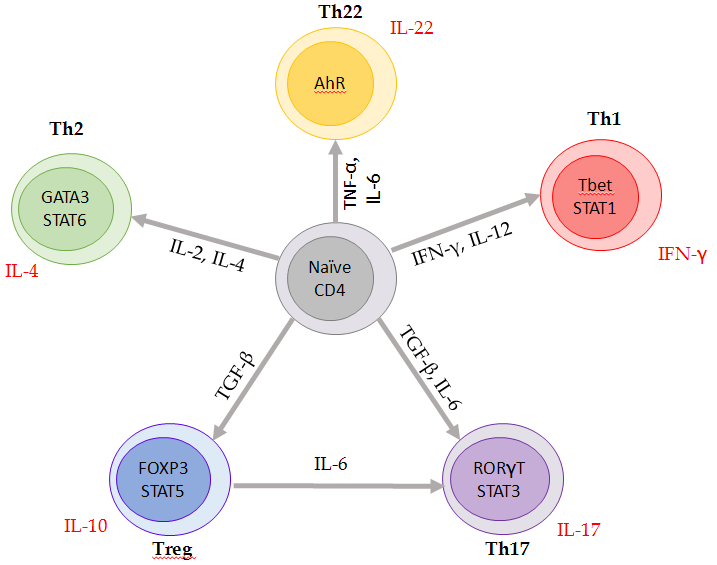 Th22
IL-22
AhR
Th2
Th1
GATA3
STAT6
TNF-α,
IL-6
Tbet
STAT1
IL-4
IL-2, IL-4
IFN-γ, IL-12
IFN-γ
Naïve
CD4
TGF-β
TGF-β, IL-6
FOXP3
STAT5
IL-6
RORγT
STAT3
IL-10
IL-17
Treg
Th17